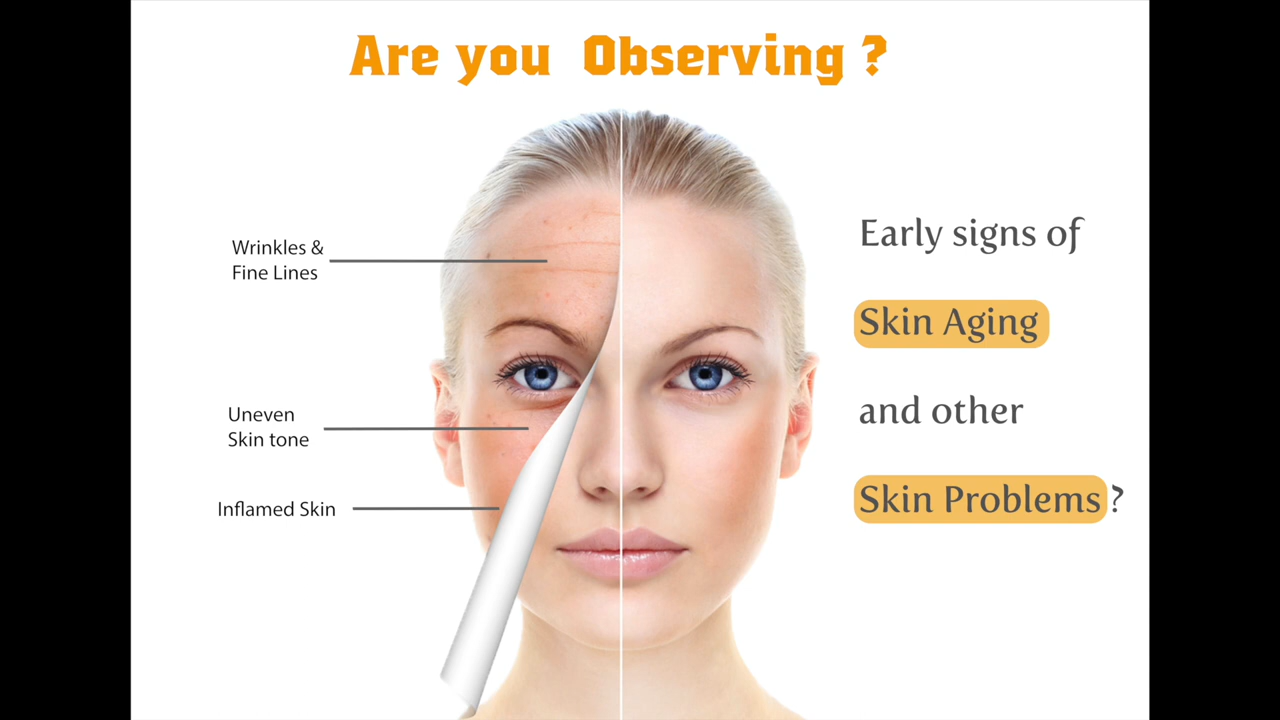 Are you Observing ?
Wrinkles &
Fine Lines
Uneven
Skin tone
Inflamed Skin
Early signs of
Skin Aging
and other
Skin Problems ?